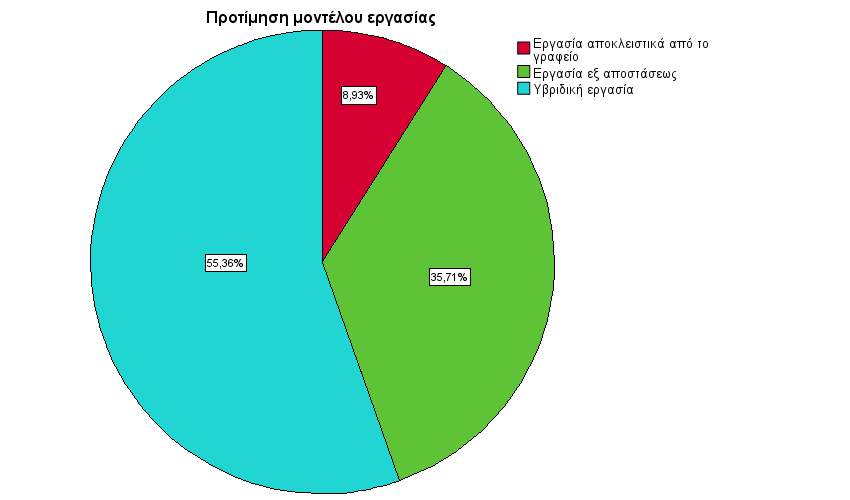 Προτίμηση μοντέλου εργασίας
Εργασία αποκλειστικά από το
γραφείο
Εργασία εξ αποστάσεως
Υβριδική εργασία
8,93%
55,36%
35,71%